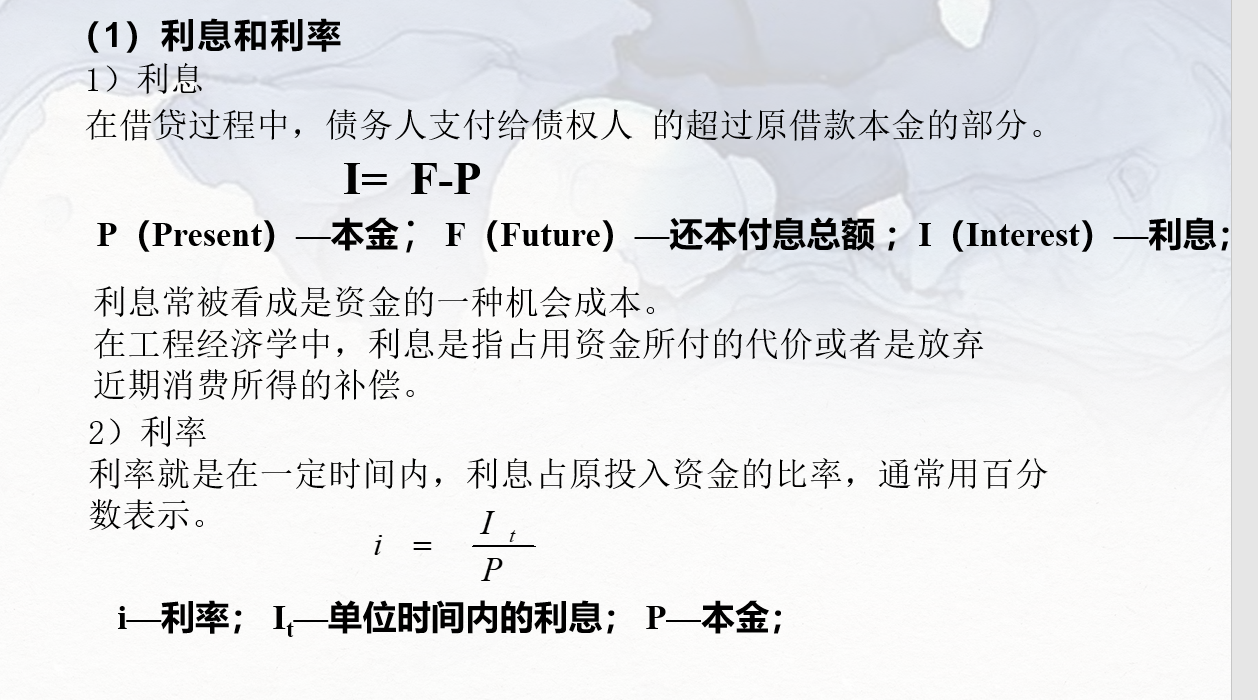 （1）利息和利率
1）利息
在借贷过程中，债务人支付给债权人 的超过原借款本金的部分。
I= F-P
P（Present）—本金； F（Future）—还本付息总额；I（Interest）—利息；
利息常被看成是资金的一种机会成本。
在工程经济学中，利息是指占用资金所付的代价或者是放弃
近期消费所得的补偿。
2）利率
利率就是在一定时间内，利息占原投入资金的比率，通常用百分
数表示。
i = I t / P
i—利率； It—单位时间内的利息； P—本金；